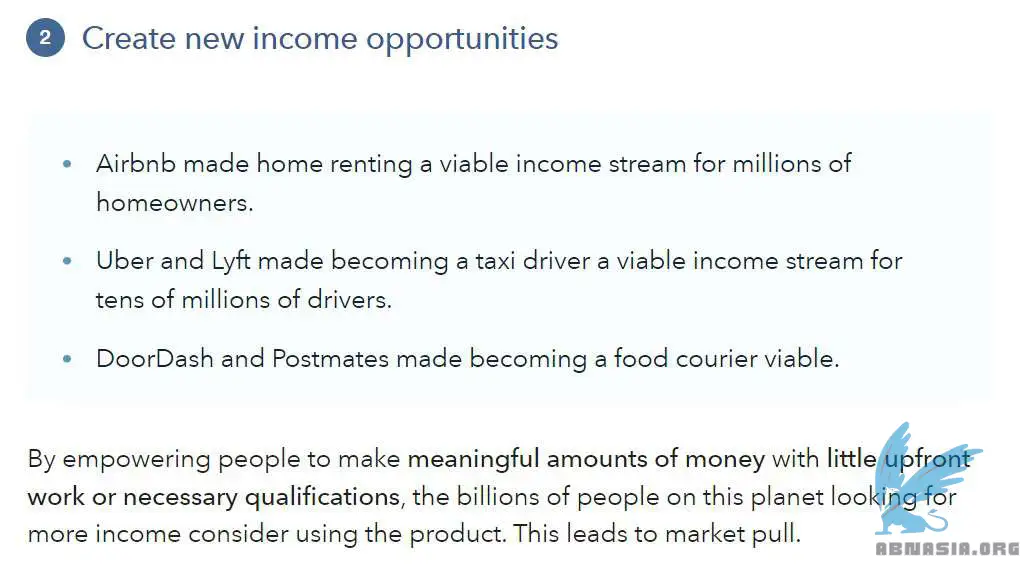 2 Create new income opportunities
• Airbnb made home renting a viable income stream for millions of
homeowners.
• Uber and Lyft made becoming a taxi driver a viable income stream for
tens of millions of drivers.
• DoorDash and Postmates made becoming a food courier viable.
By empowering people to make meaningful amounts of money with little upfront
work or necessary qualifications, the billions of people on this planet looking for
more income consider using the product. This leads to market pull.
ABNASIA.ORG